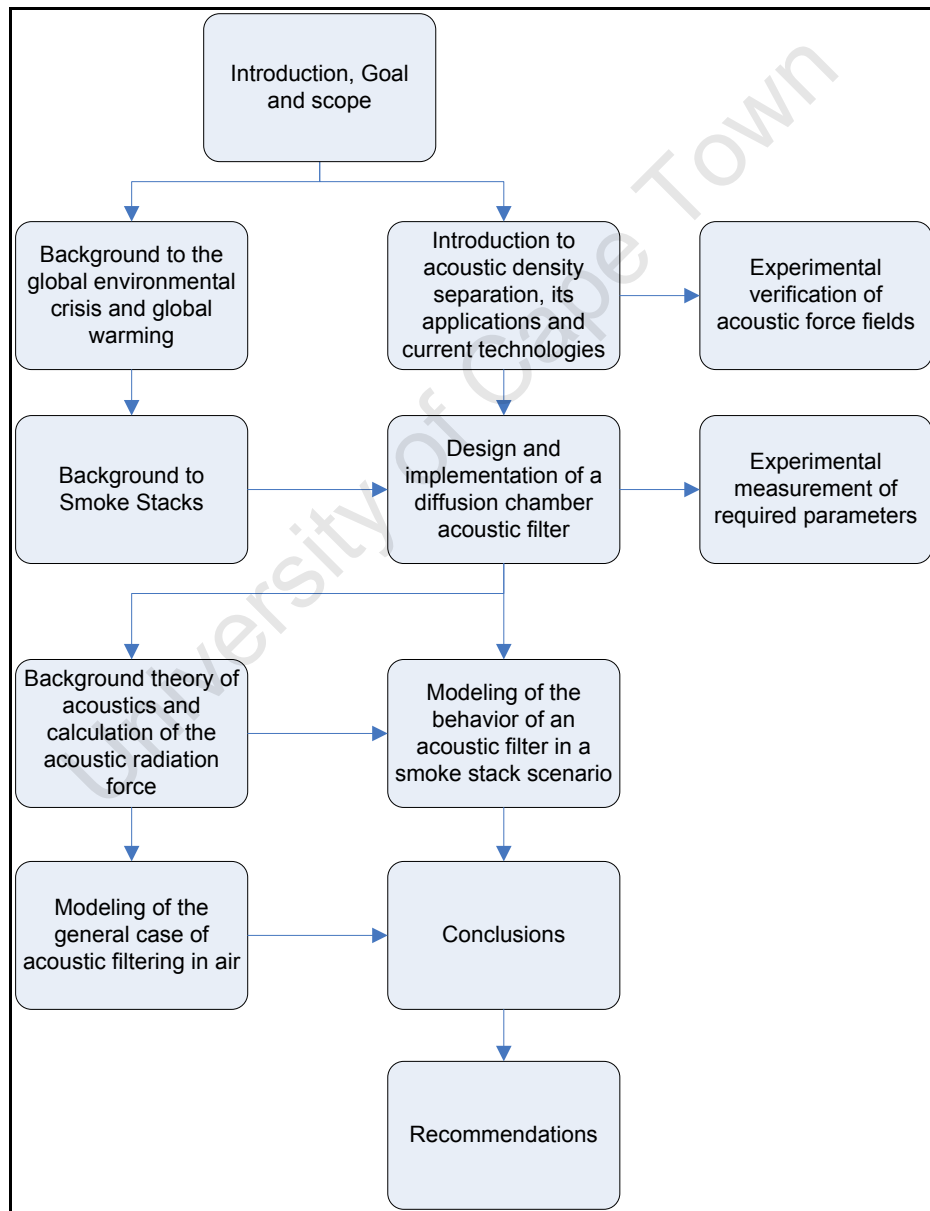 Introduction, Goal
and scope
Background to the
global environmental
crisis and global
warming
Introduction to
acoustic density
separation, its
applications and
current technologies
Experimental
verification of
acoustic force fields
Background to
Smoke Stacks
Design and
implementation of a
diffusion chamber
acoustic filter
Experimental
measurement of
required parameters
Background theory of
acoustics and
calculation of the
acoustic radiation
force
Modeling of the
behavior of an
acoustic filter in a
smoke stack scenario
Modeling of the
general case of
acoustic filtering in air
Conclusions
Recommendations
University of Cape Town